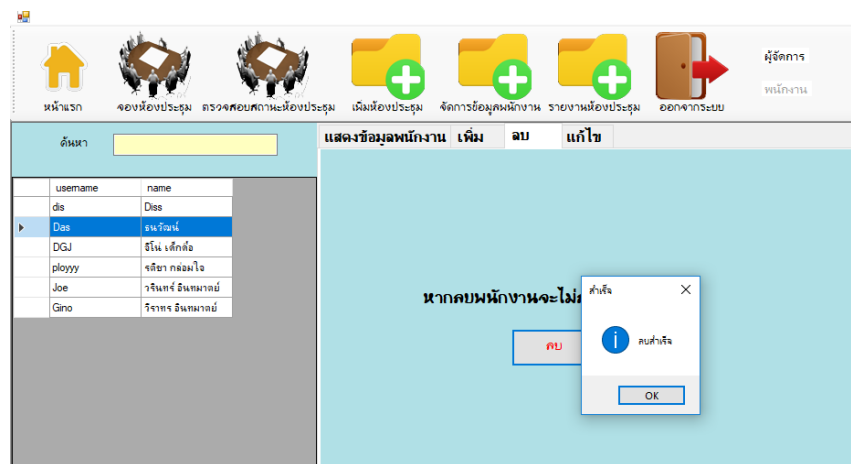 ผู้จัดการ
พนักงาน
หน้าแรก จองห้องประชุม ตรวจสอบสถานะห้องประชุม เพิ่มห้องประชุม จัดการข้อมูลพนักงาน รายงานห้องประชุม ออกจากระบบ
ค้นหา
แสดงข้อมูลพนักงาน เพิ่ม ลบ แก้ไข
username name
dis Diss
Das ธนวัฒน์
DGJ จีโน่ เด็กดื้อ
ployyy รติยา กล่อมใจ
Joe วรินทร์ อินทมาตย์
Gino วิราทร อินทมาตย์
หากลบพนักงานจะไม่
ลบ
สำเร็จ
ลบสำเร็จ
OK